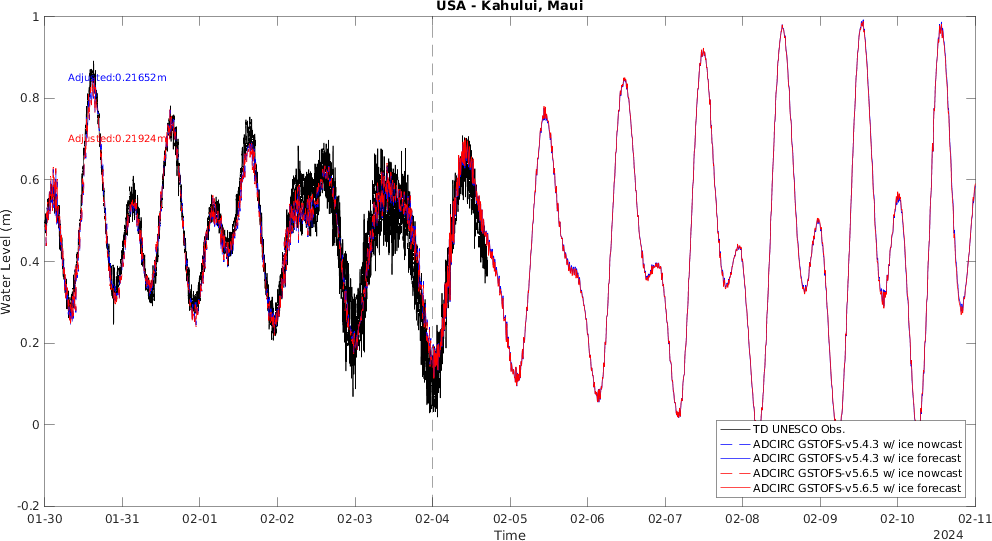 USA - Kahului, Maui
1
Adjusted:0.21652m
0.8
Adjusted:0.21924m
0.6
Water Level (m)
0.4
0.2
0
-0.2
TD UNESCO Obs.
ADCIRC GSTOFS-v5.4.3 w/ ice nowcast
ADCIRC GSTOFS-v5.4.3 w/ ice forecast
ADCIRC GSTOFS-v5.6.5 w/ ice nowcast
ADCIRC GSTOFS-v5.6.5 w/ ice forecast
01-30 01-31 02-01 02-02 02-03 02-04 02-05 02-06 02-07 02-08 02-09 02-10 02-11
Time
2024